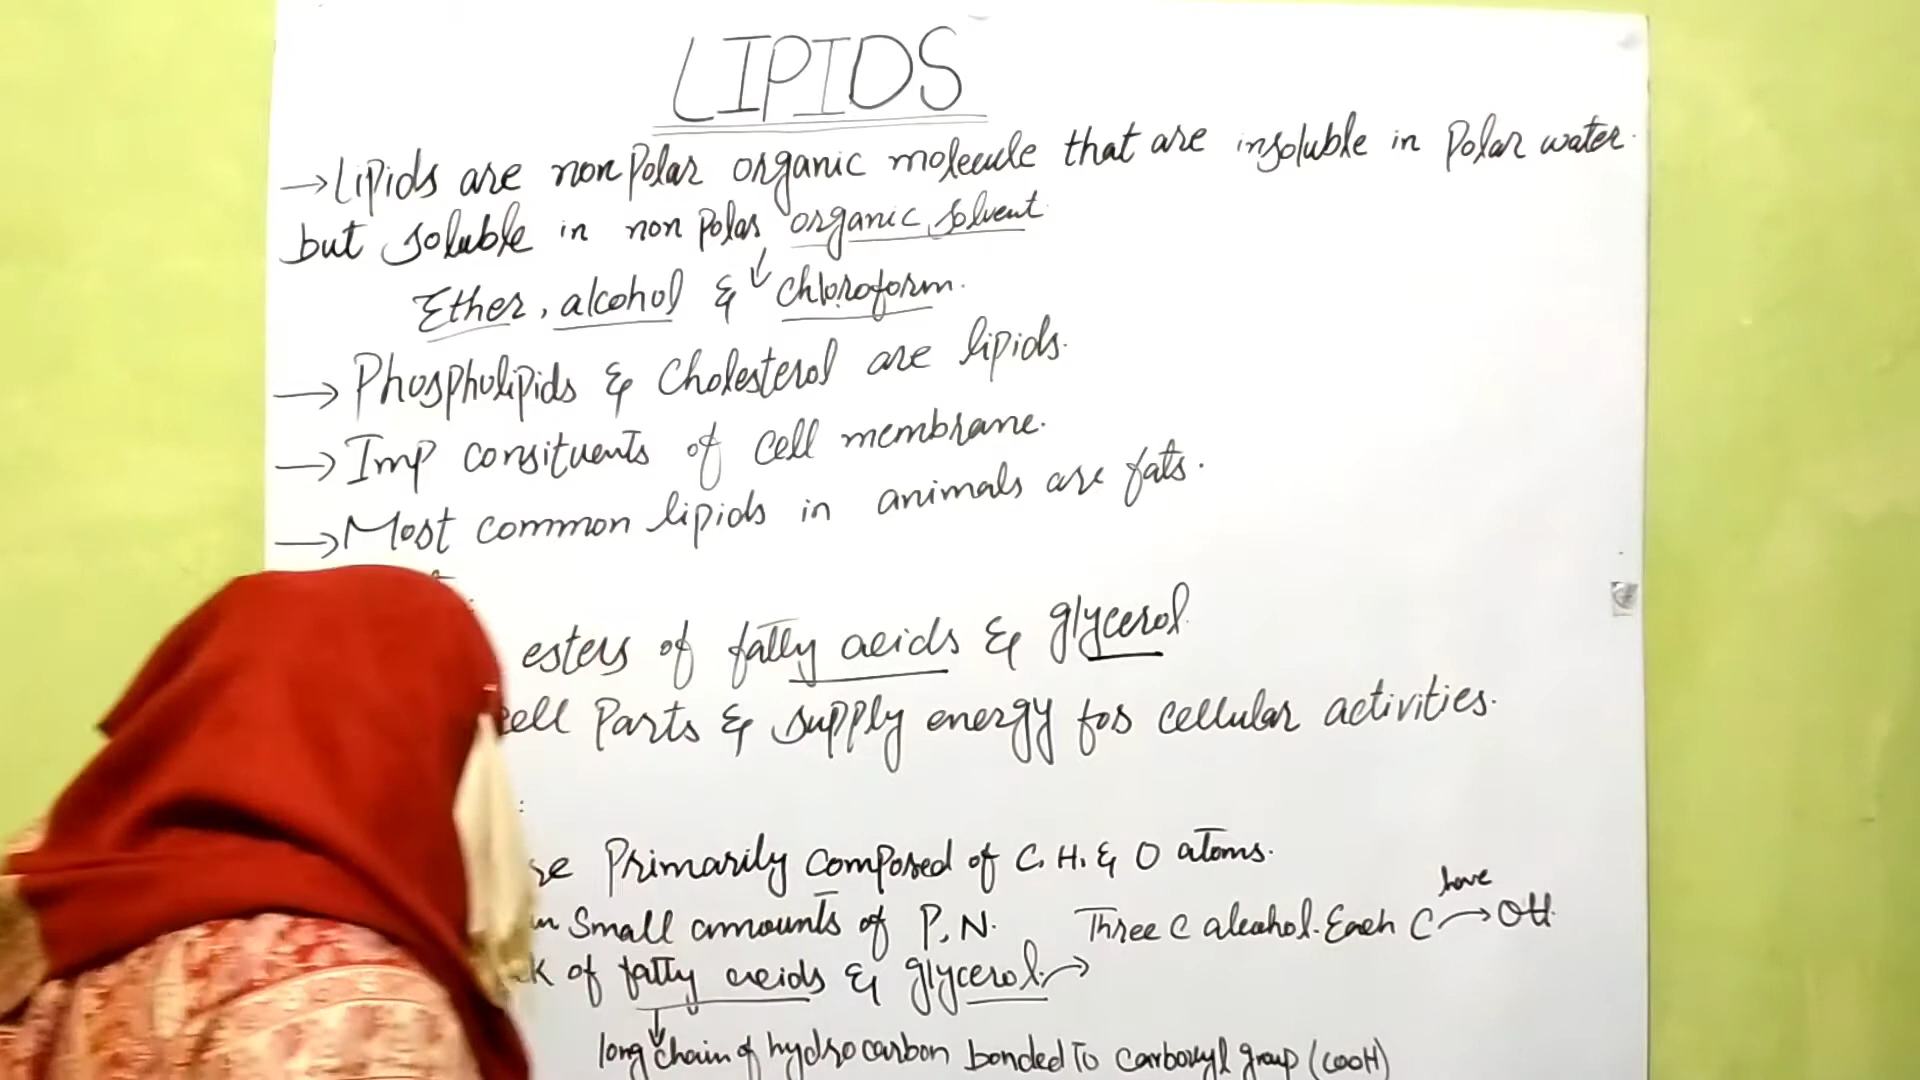 LIPIDS
→ Lipids are non polar organic molecule that are insoluble in polar water.
but soluble in non polar organic solvent
↓
Ether, alcohol & chloroform.
→ Phospholipids & Cholesterol are lipids.
→ Imp consituents of cell membrane.
→ Most common lipids in animals are fats.
esters of fatty acids & glycerol.
cell Parts & supply energy for cellular activities.
:
re Primarily composed of C, H, & O atoms.
in Small amounts of P, N.
Three C alcohol. Each C have → OH.
k of fatty acids & glycerol. →
↓
long chain of hydrocarbon bonded to carboxyl group (COOH)